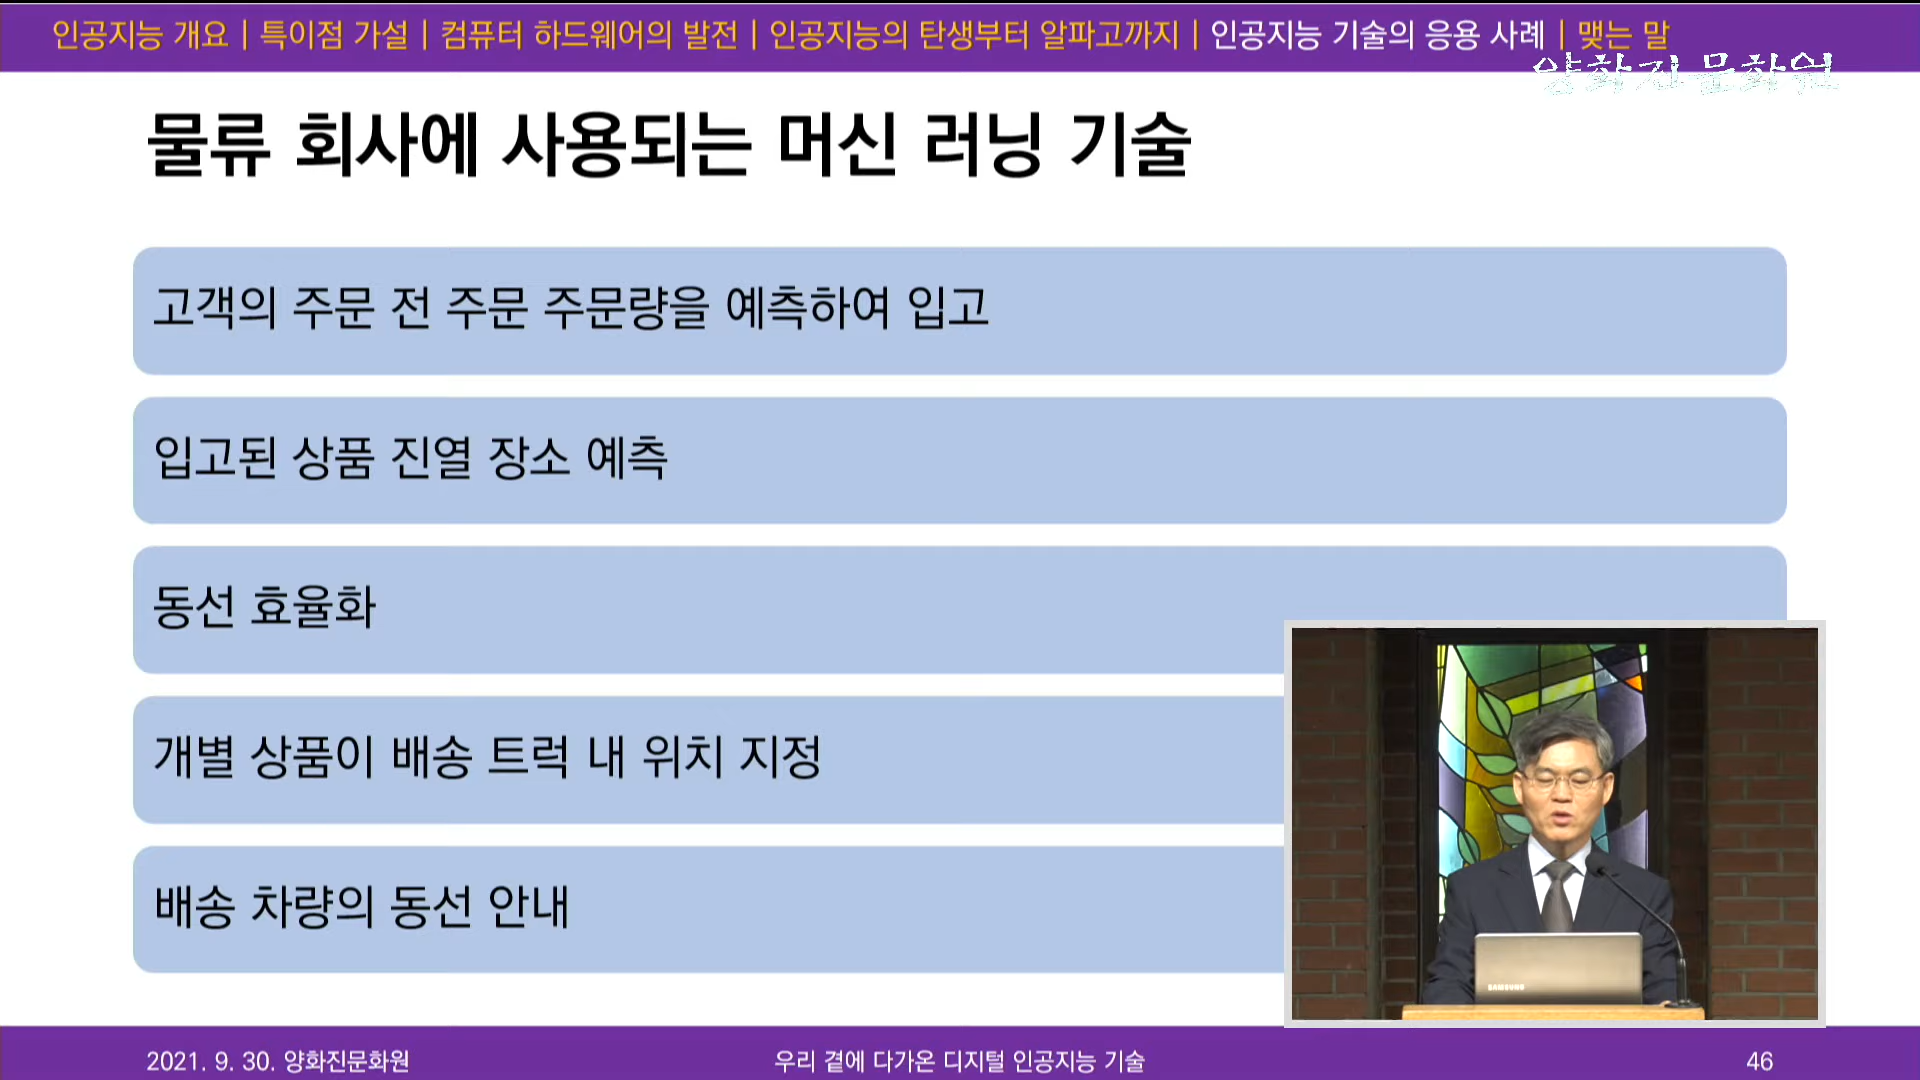 인공지능 개요 | 특이점 가설 | 컴퓨터 하드웨어의 발전 | 인공지능의 탄생부터 알파고까지 | 인공지능 기술의 응용 사례 | 맺는 말
양화진문화원
물류 회사에 사용되는 머신 러닝 기술
고객의 주문 전 주문 주문량을 예측하여 입고
입고된 상품 진열 장소 예측
동선 효율화
개별 상품이 배송 트럭 내 위치 지정
배송 차량의 동선 안내
SAMSUNG
2021. 9. 30. 양화진문화원
우리 곁에 다가온 디지털 인공지능 기술
46